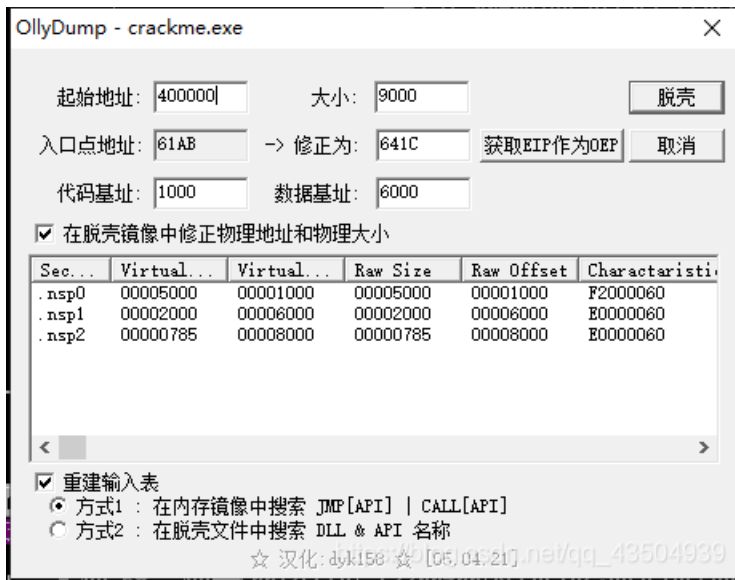 OllyDump - crackme.exe
起始地址: 400000 大小: 9000 脱壳
入口点地址: 61AB -> 修正为: 641C 获取EIP作为OEP 取消
代码基址: 1000 数据基址: 6000
在脱壳镜像中修正物理地址和物理大小
Sec... Virtual... Virtual... Raw Size Raw Offset Charactaristi
.nsp0 00005000 00001000 00005000 00001000 F2000060
.nsp1 00002000 00006000 00002000 00006000 E0000060
.nsp2 00000785 00008000 00000785 00008000 E0000060
重建输入表
方式1 : 在内存镜像中搜索 JMP[API] | CALL[API]
方式2 : 在脱壳文件中搜索 DLL & API 名称
☆ 汉化: dyk158 ☆ [05.04.21]
https://blog.csdn.net/qq_43504939